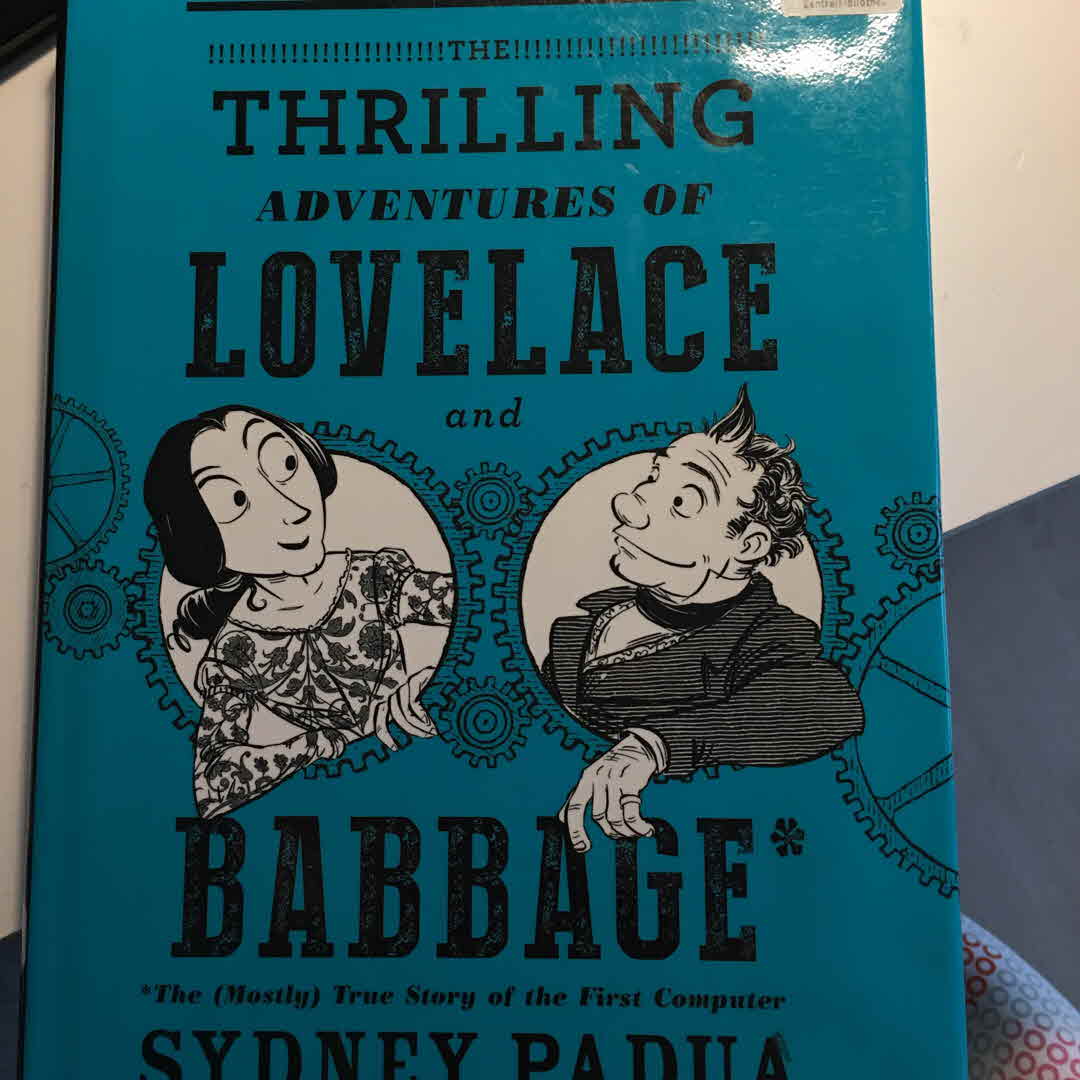 !!!!!!!!!!!!!!!!!!!!!!!THE!!!!!!!!!!!!!!!!!!!!!!!
THRILLING
ADVENTURES OF
LOVELACE
and
BABBAGE*
*The (Mostly) True Story of the First Computer
SYDNEY PADUA